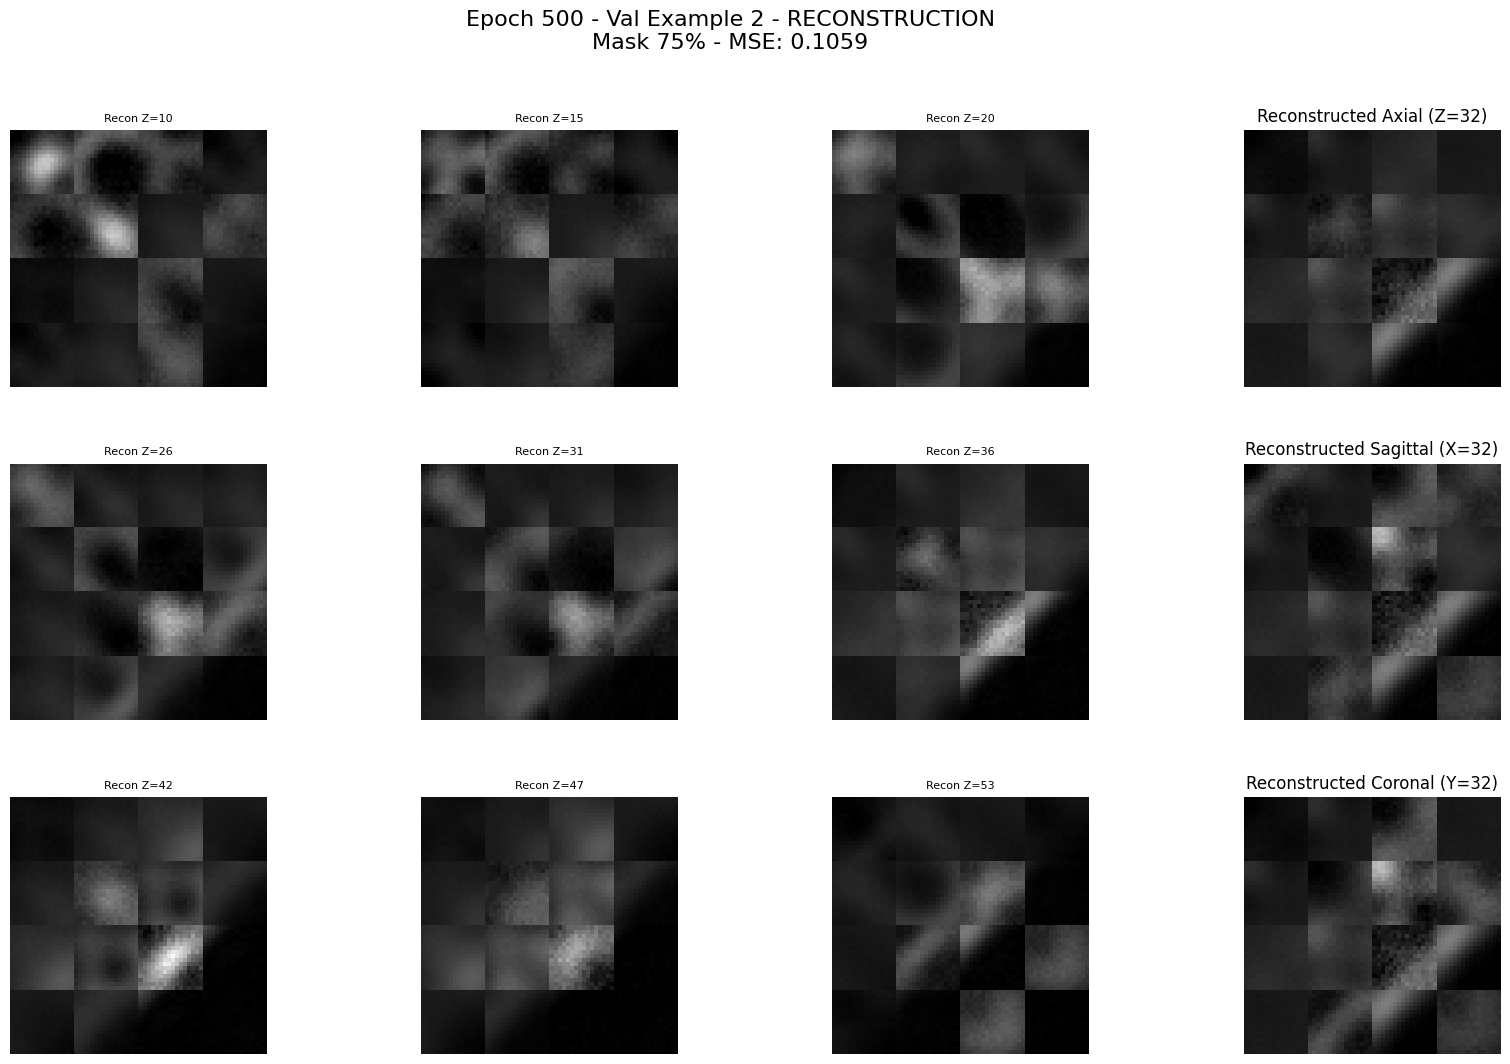 Epoch 500 - Val Example 2 - RECONSTRUCTION
Mask 75% - MSE: 0.1059
Recon Z=10
Recon Z=15
Recon Z=20
Reconstructed Axial (Z=32)
Recon Z=26
Recon Z=31
Recon Z=36
Reconstructed Sagittal (X=32)
Recon Z=42
Recon Z=47
Recon Z=53
Reconstructed Coronal (Y=32)